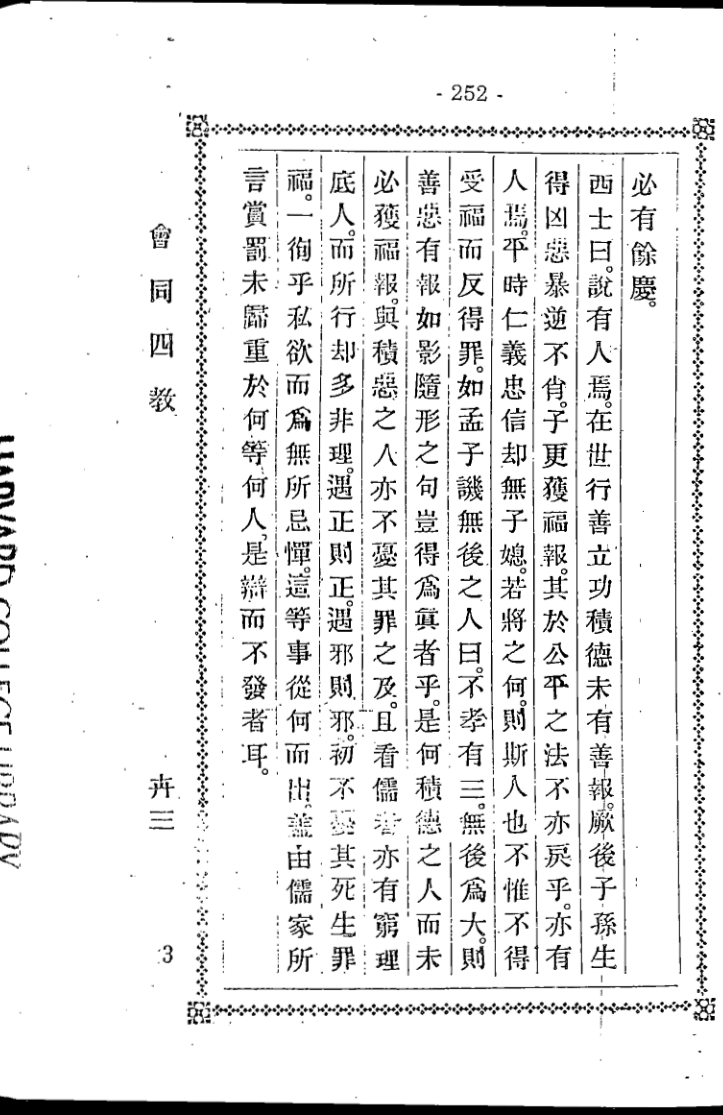 - 252 -
必有餘慶。
西士曰。說有人焉。在世行善立功積德未有善報。厥後子孫生
得凶惡暴逆不肖。子更獲福報。其於公平之法不亦戾乎。亦有
人焉。平時仁義忠信却無子媳。若將之何。則斯人也不惟不得
受福而反得罪。如孟子譏無後之人曰。不孝有三。無後爲大。則
善惡有報如影隨形之句豈得爲眞者乎。是何積德之人而未
必獲福報。與積惡之人亦不憂其罪之及。且看儒者亦有窮理
底人。而所行却多非理。遇正則正。遇邪則邪。初不憂其死生罪
福。一徇乎私欲而爲無所忌憚。這等事從何而出。蓋由儒家所
言賞罰未歸重於何等何人、是辯而不發者耳。
會同四教
卉三
3
HARVARD COLLEGE LIBRARY